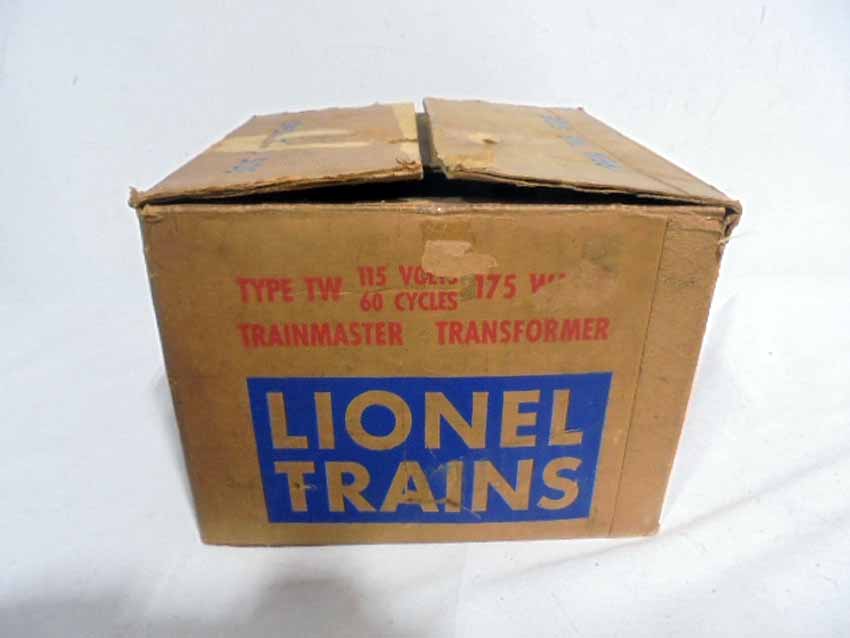 TYPE TW 115 VOLTS 175
60 CYCLES
TRAINMASTER TRANSFORMER
LIONEL
TRAINS